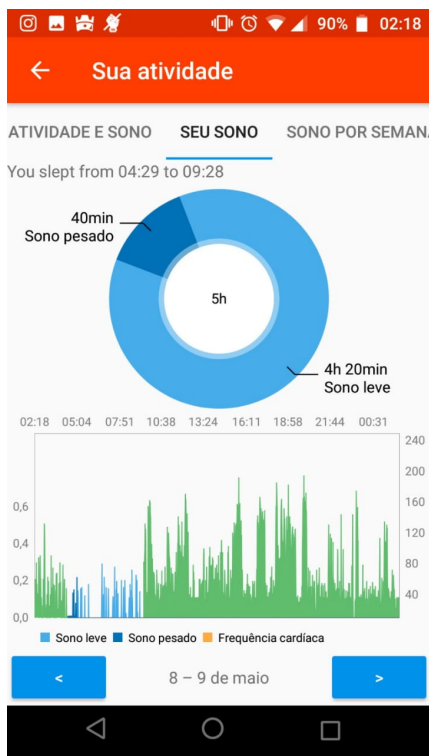 90% 02:18
Sua atividade
ATIVIDADE E SONO SEU SONO SONO POR SEMAN
You slept from 04:29 to 09:28
40min
Sono pesado
5h
4h 20min
Sono leve
02:18 05:04 07:51 10:38 13:24 16:11 18:58 21:44 00:31
240
200
0,6 160
120
0,4
80
0,2
40
0,0
Sono leve Sono pesado Frequência cardíaca
< 8 – 9 de maio >